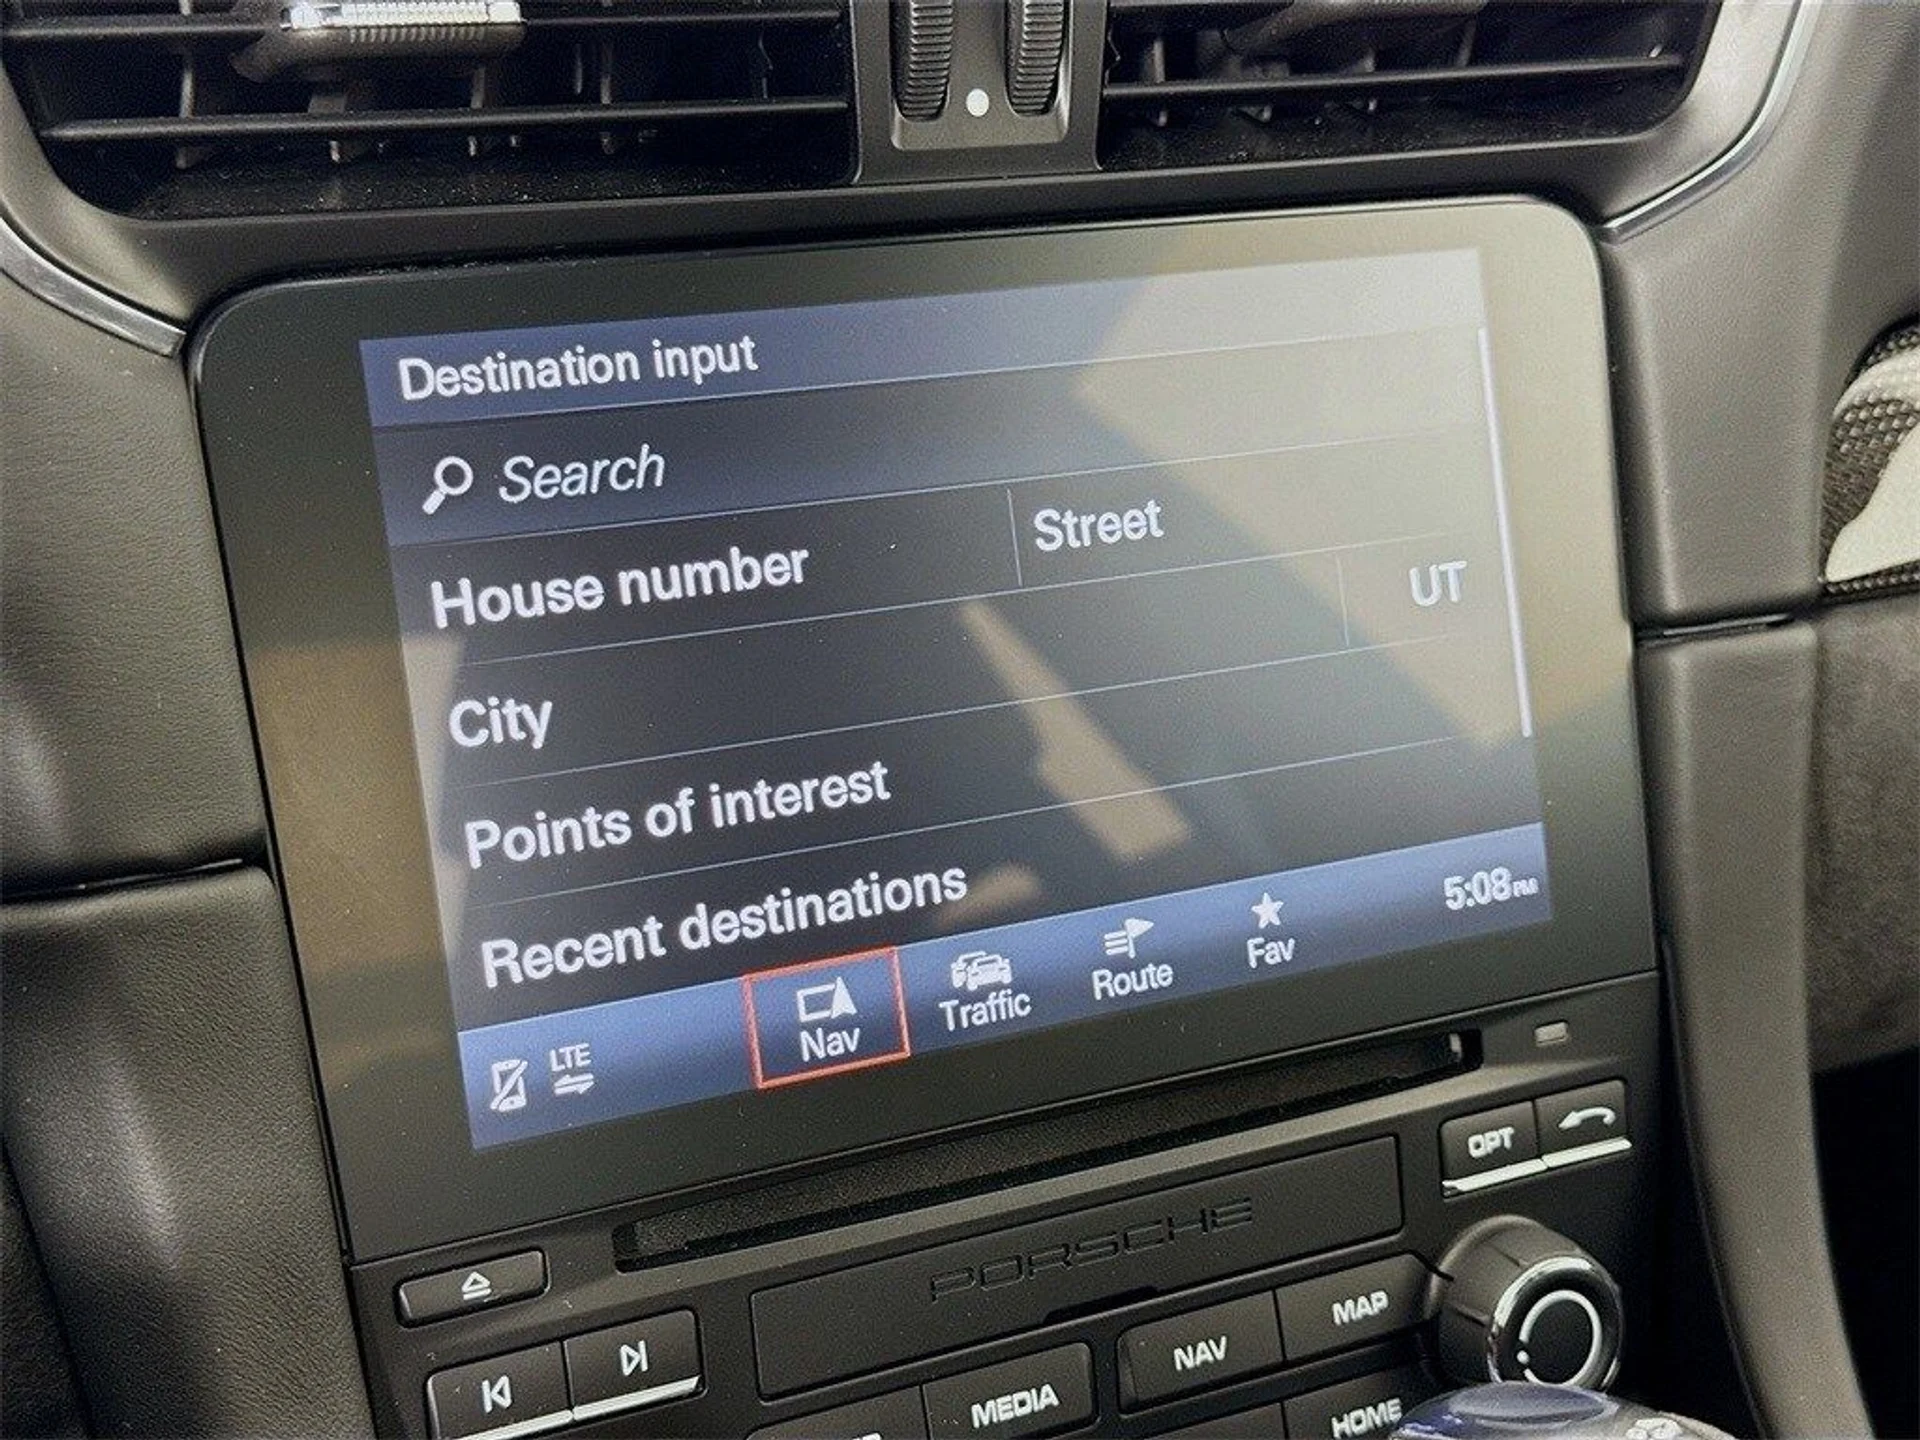 Destination input
Search
House number Street
UT
City
Points of interest
Recent destinations
5:08PM
LTE
Nav Traffic Route Fav
OPT
PORSCHE
MAP
NAV
MEDIA
HOME